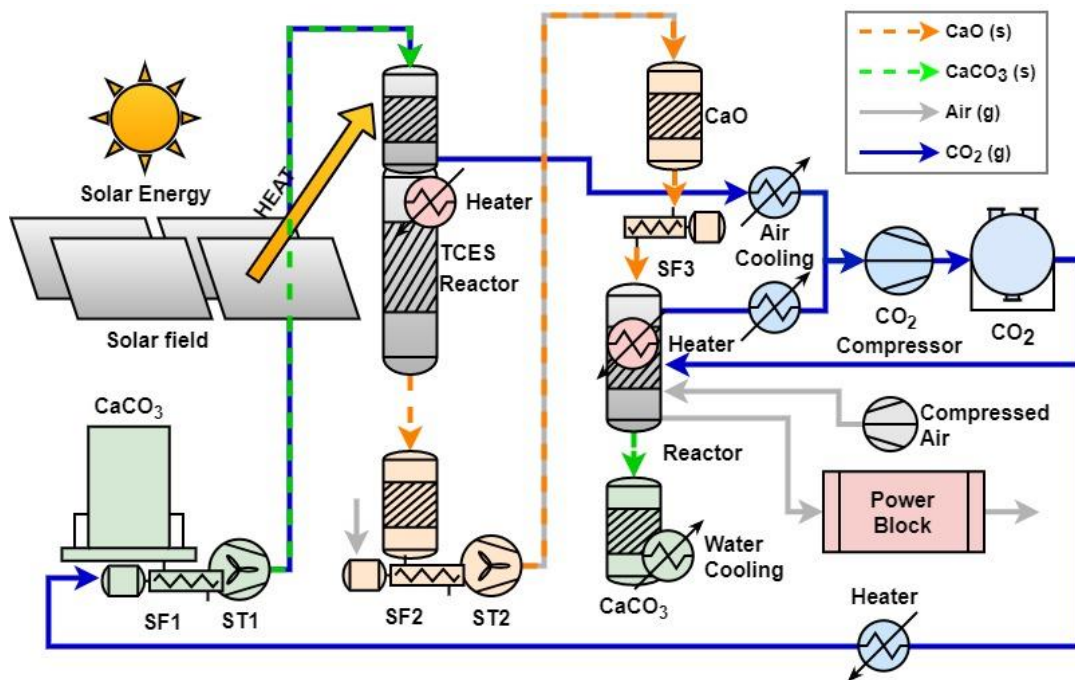 CaO (s)
CaCO₃ (s)
Air (g)
CO₂ (g)
Solar Energy
HEAT
Solar field
Heater
TCES
Reactor
CaO
SF3
Air
Cooling
Heater
CO₂
Compressor
CO₂
CaCO₃
Compressed
Air
Reactor
Power
Block
Water
Cooling
CaCO₃
SF1
ST1
SF2
ST2
Heater